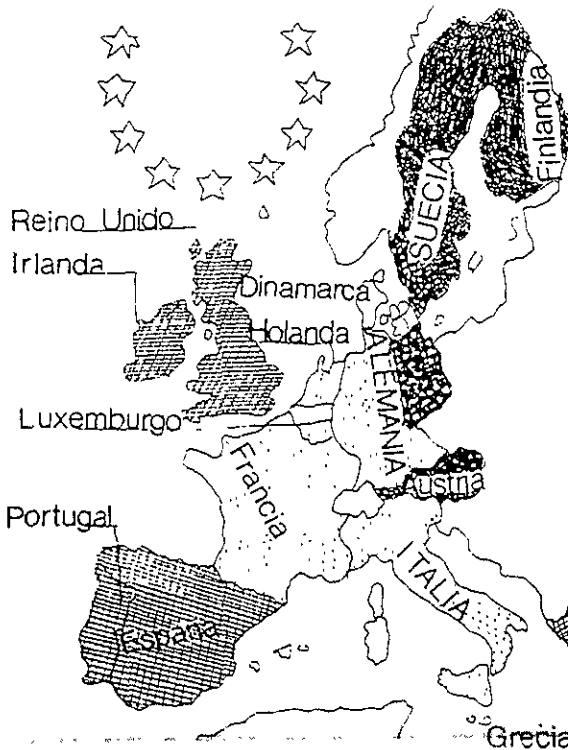 Finlandia
SUECIA
Reino Unido
Irlanda
Dinamarca
Holanda
ALEMANIA
Luxemburgo
Francia
Austria
Portugal
ITALIA
España
Grecia